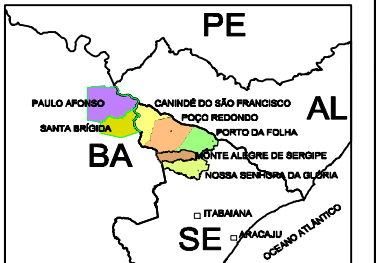 PE
PAULO AFONSO
CANINDÉ DO SÃO FRANCISCO
AL
POÇO REDONDO
SANTA BRÍGIDA
PORTO DA FOLHA
BA
MONTE ALEGRE DE SERGIPE
NOSSA SENHORA DA GLÓRIA
ITABAIANA
SE
ARACAJU
OCEANO ATLÂNTICO